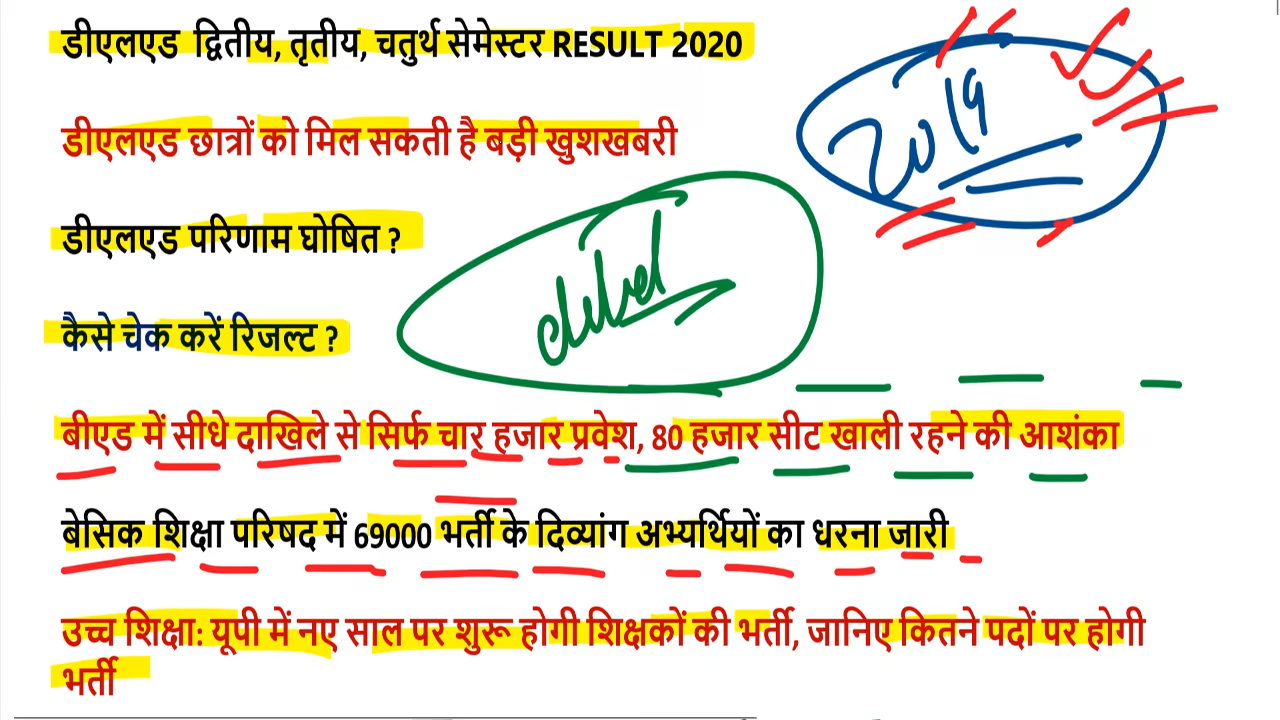 डीएलएड द्वितीय, तृतीय, चतुर्थ सेमेस्टर RESULT 2020
2019
डीएलएड छात्रों को मिल सकती है बड़ी खुशखबरी
डीएलएड परिणाम घोषित ?
कैसे चेक करें रिजल्ट ?
बीएड में सीधे दाखिले से सिर्फ चार हजार प्रवेश, 80 हजार सीट खाली रहने की आशंका
बेसिक शिक्षा परिषद में 69000 भर्ती के दिव्यांग अभ्यर्थियों का धरना जारी
उच्च शिक्षा: यूपी में नए साल पर शुरू होगी शिक्षकों की भर्ती, जानिए कितने पदों पर होगी
भर्ती